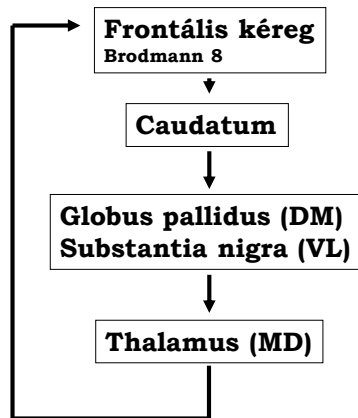 Frontális kéreg
Brodmann 8
Caudatum
Globus pallidus (DM)
Substantia nigra (VL)
Thalamus (MD)